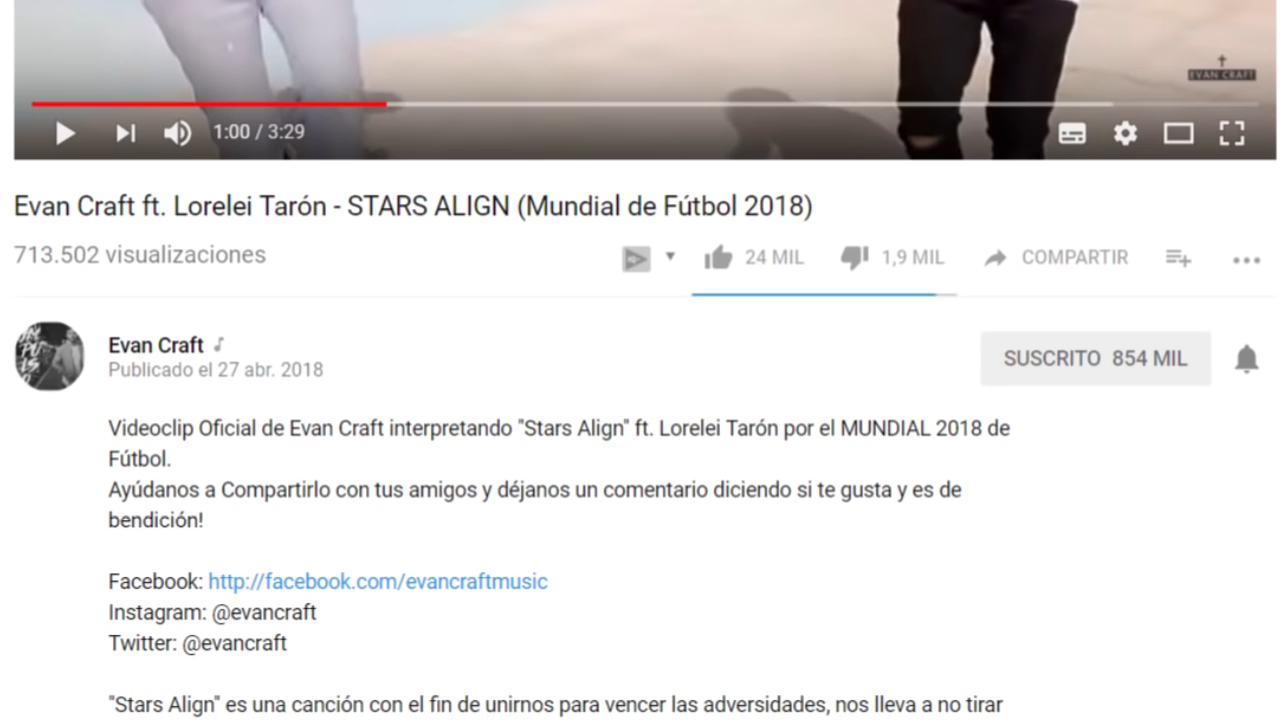 EVAN CRAFT
1:00 / 3:29
Evan Craft ft. Lorelei Tarón - STARS ALIGN (Mundial de Fútbol 2018)
713.502 visualizaciones
24 MIL
1,9 MIL
COMPARTIR
Evan Craft
SUSCRITO 854 MIL
Publicado el 27 abr. 2018
Videoclip Oficial de Evan Craft interpretando "Stars Align" ft. Lorelei Tarón por el MUNDIAL 2018 de
Fútbol.
Ayúdanos a Compartirlo con tus amigos y déjanos un comentario diciendo si te gusta y es de
bendición!
Facebook: http://facebook.com/evancraftmusic
Instagram: @evancraft
Twitter: @evancraft
"Stars Align" es una canción con el fin de unirnos para vencer las adversidades, nos lleva a no tirar